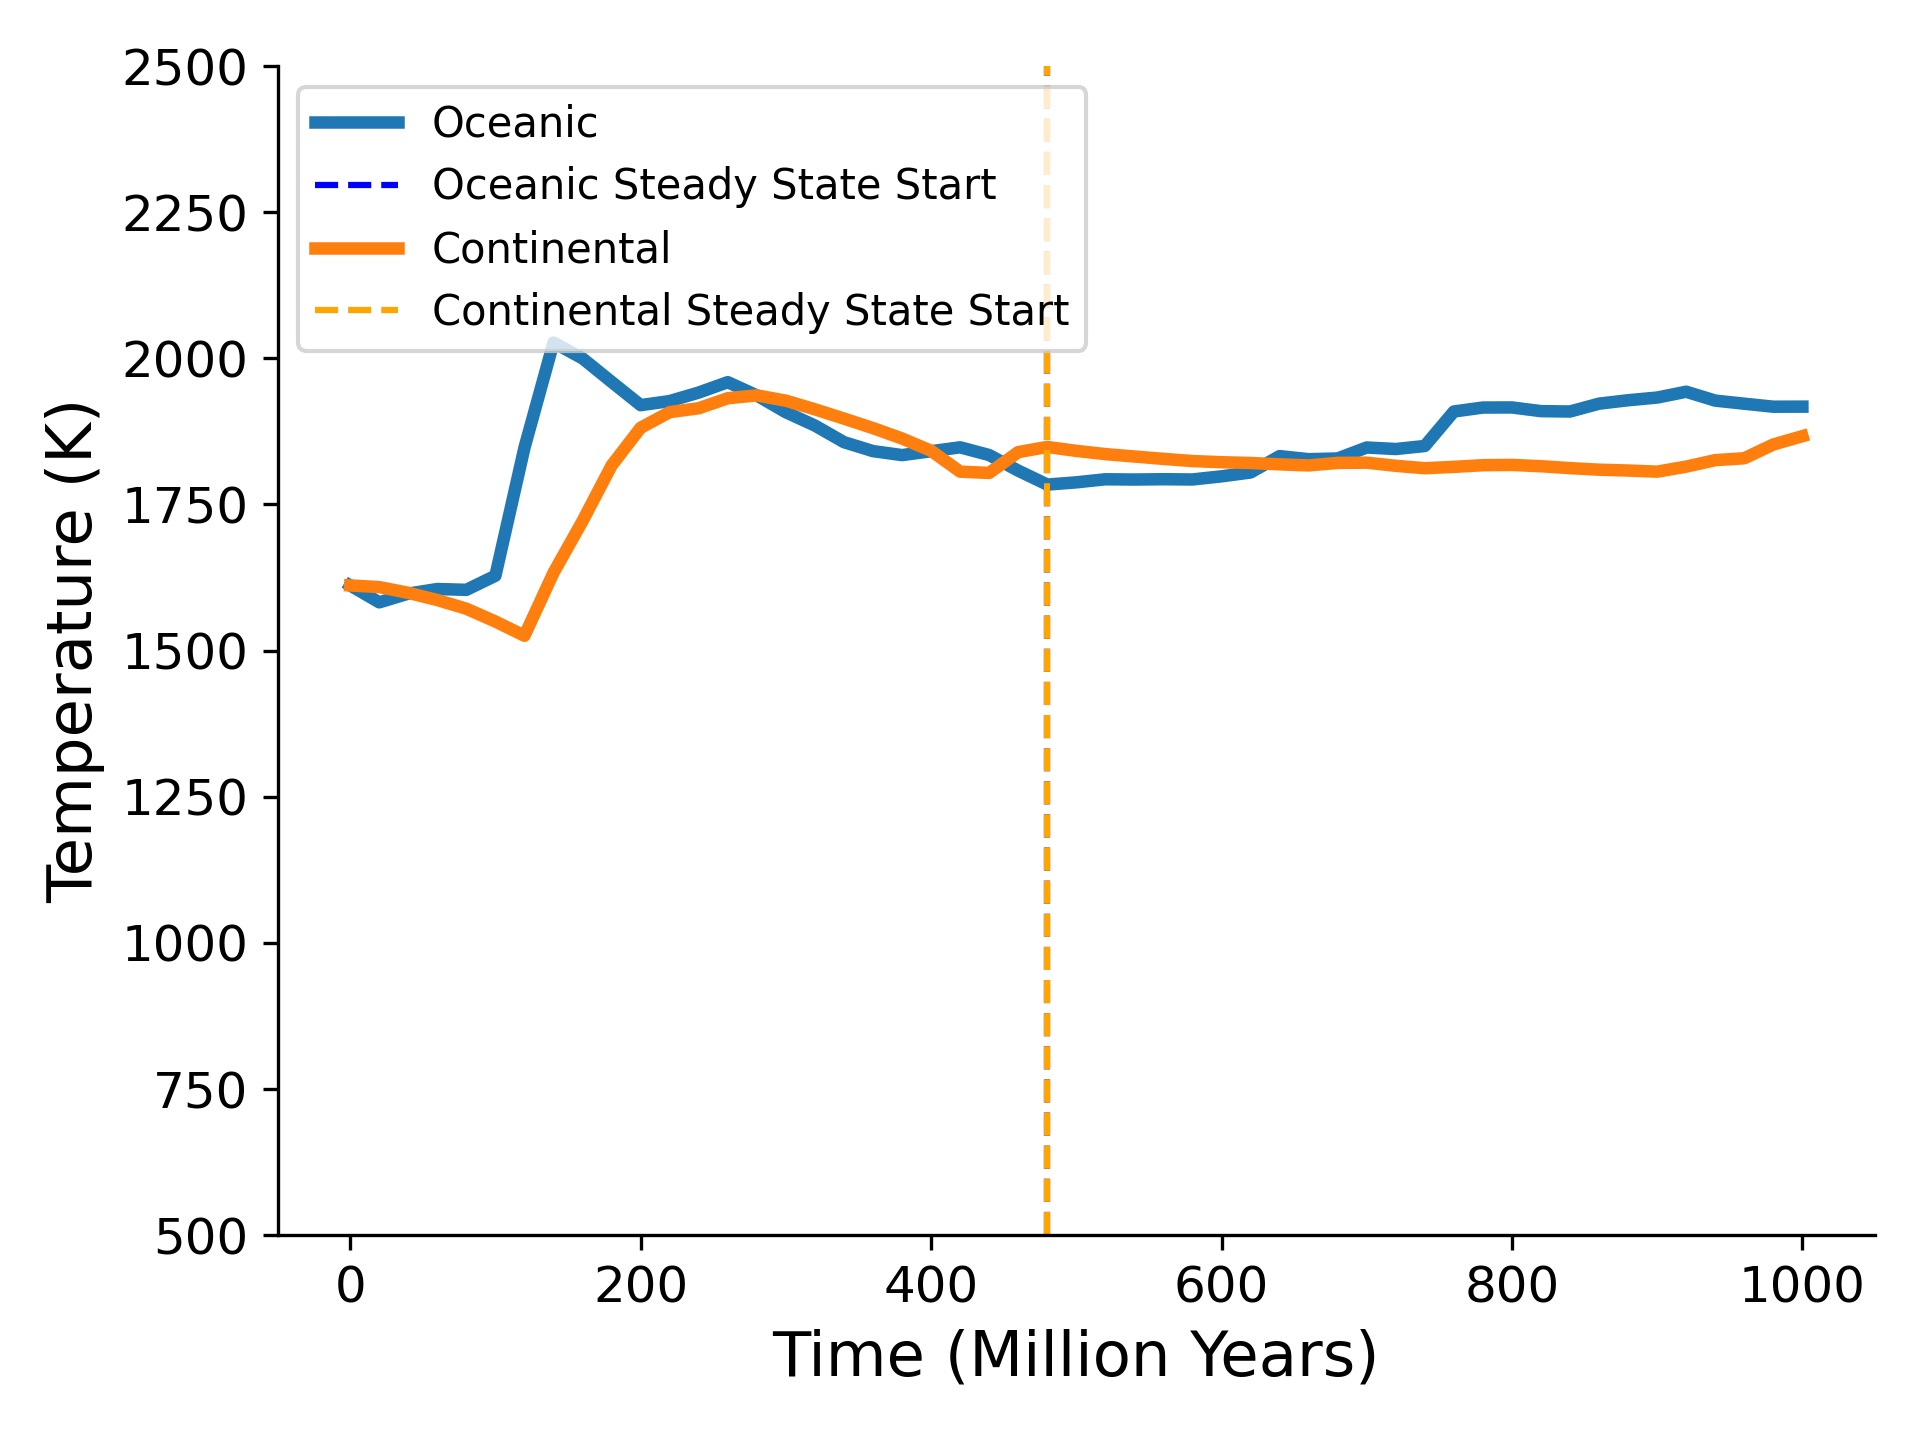 2500
2250
2000
1750
1500
1250
1000
750
500
Temperature (K)
Oceanic
Oceanic Steady State Start
Continental
Continental Steady State Start
0 200 400 600 800 1000
Time (Million Years)